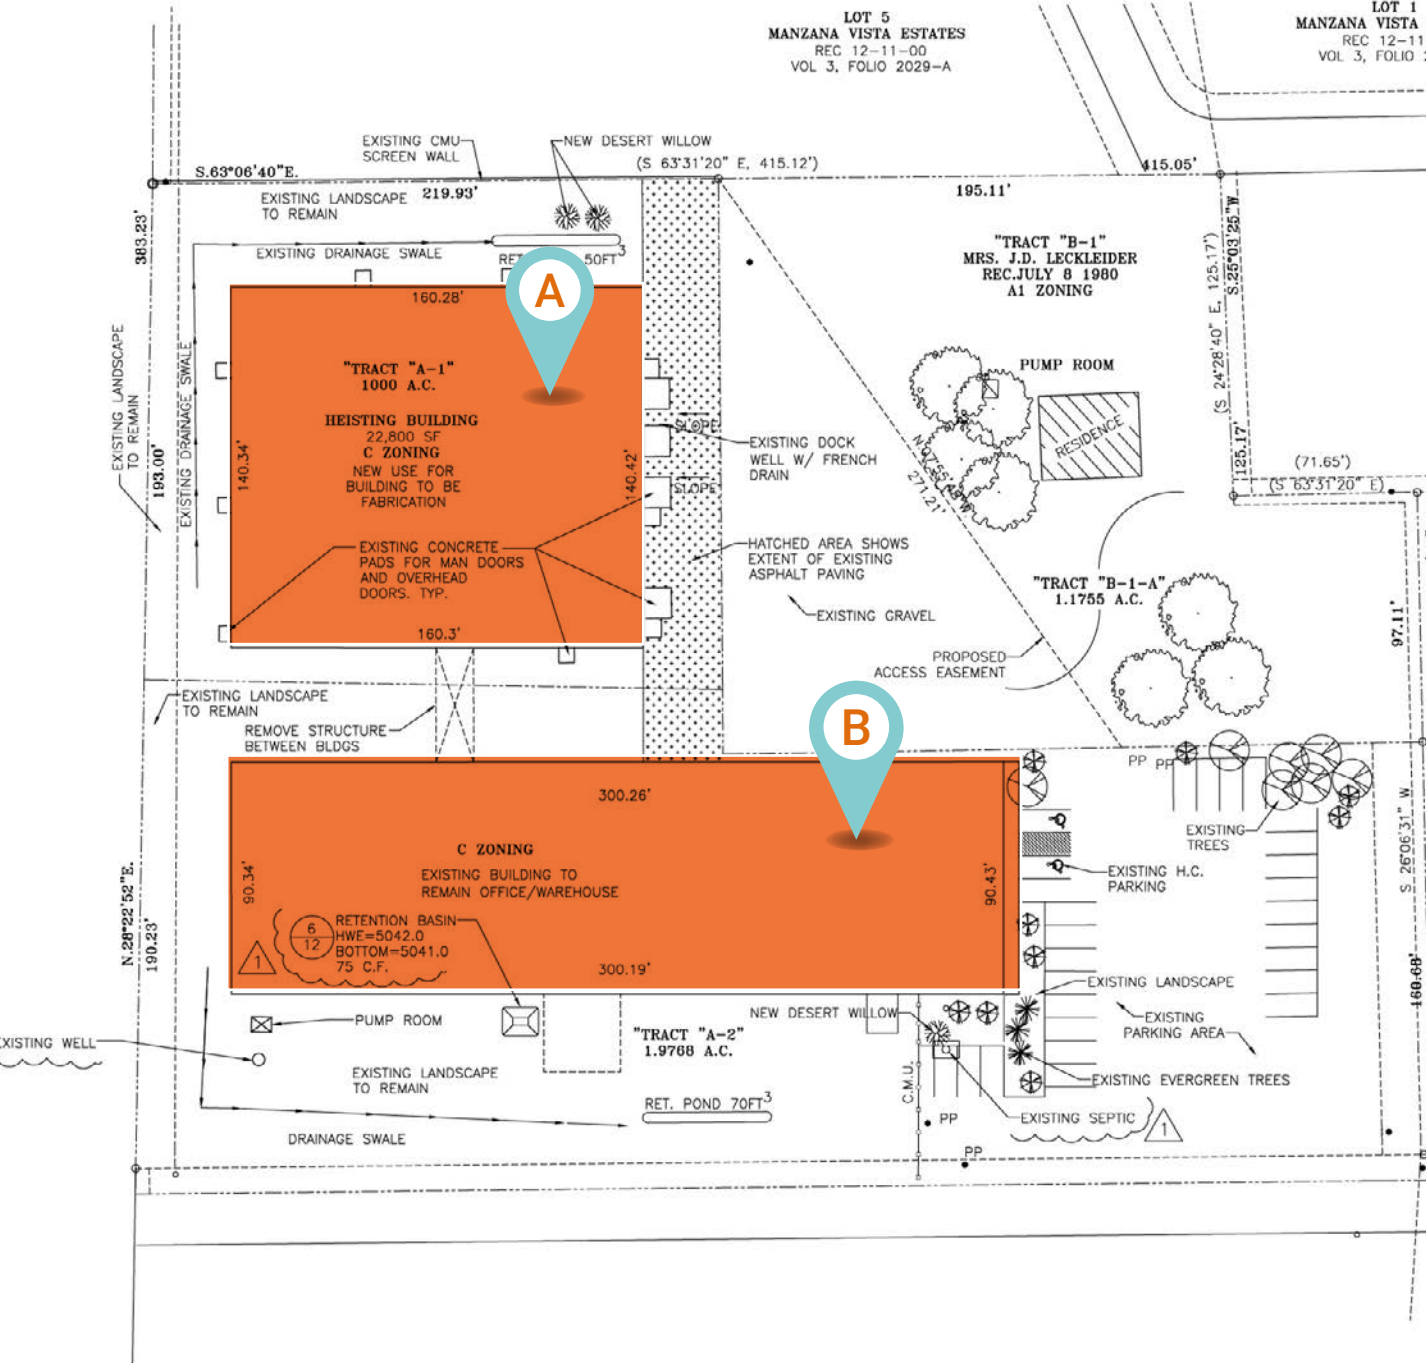 LOT 5
MANZANA VISTA ESTATES
REC 12-11-00
VOL 3, FOLIO 2029-A
LOT 1
MANZANA VISTA
REC 12-11
VOL 3, FOLIO
EXISTING CMU
SCREEN WALL
NEW DESERT WILLOW
(S 63°31'20" E, 415.12')
415.05'
S.63°06'40"E.
219.93'
195.11'
EXISTING LANDSCAPE
TO REMAIN
383.23'
EXISTING DRAINAGE SWALE
RET
50FT3
A
160.28'
"TRACT "B-1"
MRS. J.D. LECKLEIDER
REC.JULY 8 1980
A1 ZONING
(S 24°28'40" E, 125.17')
S.25°03'25"W
EXISTING LANDSCAPE
TO REMAIN
193.00'
EXISTING DRAINAGE SWALE
"TRACT "A-1"
1000 A.C.
HEISTING BUILDING
22,800 SF
C ZONING
NEW USE FOR
BUILDING TO BE
FABRICATION
140.34'
140.42'
SLOPE
SLOPE
EXISTING DOCK
WELL W/ FRENCH
DRAIN
PUMP ROOM
RESIDENCE
271.21'
125.17'
(71.65')
(S 63°31'20" E)
EXISTING CONCRETE
PADS FOR MAN DOORS
AND OVERHEAD
DOORS. TYP.
HATCHED AREA SHOWS
EXTENT OF EXISTING
ASPHALT PAVING
"TRACT "B-1-A"
1.1755 A.C.
EXISTING GRAVEL
97.11'
160.3'
PROPOSED
ACCESS EASEMENT
EXISTING LANDSCAPE
TO REMAIN
REMOVE STRUCTURE
BETWEEN BLDGS
B
PP
PP
300.26'
EXISTING
TREES
S 26°06'31" W
C ZONING
EXISTING BUILDING TO
REMAIN OFFICE/WAREHOUSE
90.34'
90.43'
EXISTING H.C.
PARKING
N.28°22'52"E.
190.23'
6
12
RETENTION BASIN
HWE=5042.0
BOTTOM=5041.0
75 C.F.
1
300.19'
EXISTING LANDSCAPE
160.68'
PUMP ROOM
NEW DESERT WILLOW
EXISTING
PARKING AREA
"TRACT "A-2"
1.9768 A.C.
EXISTING WELL
EXISTING LANDSCAPE
TO REMAIN
C.M.U.
EXISTING EVERGREEN TREES
RET. POND 70FT3
PP
EXISTING SEPTIC
1
DRAINAGE SWALE
PP